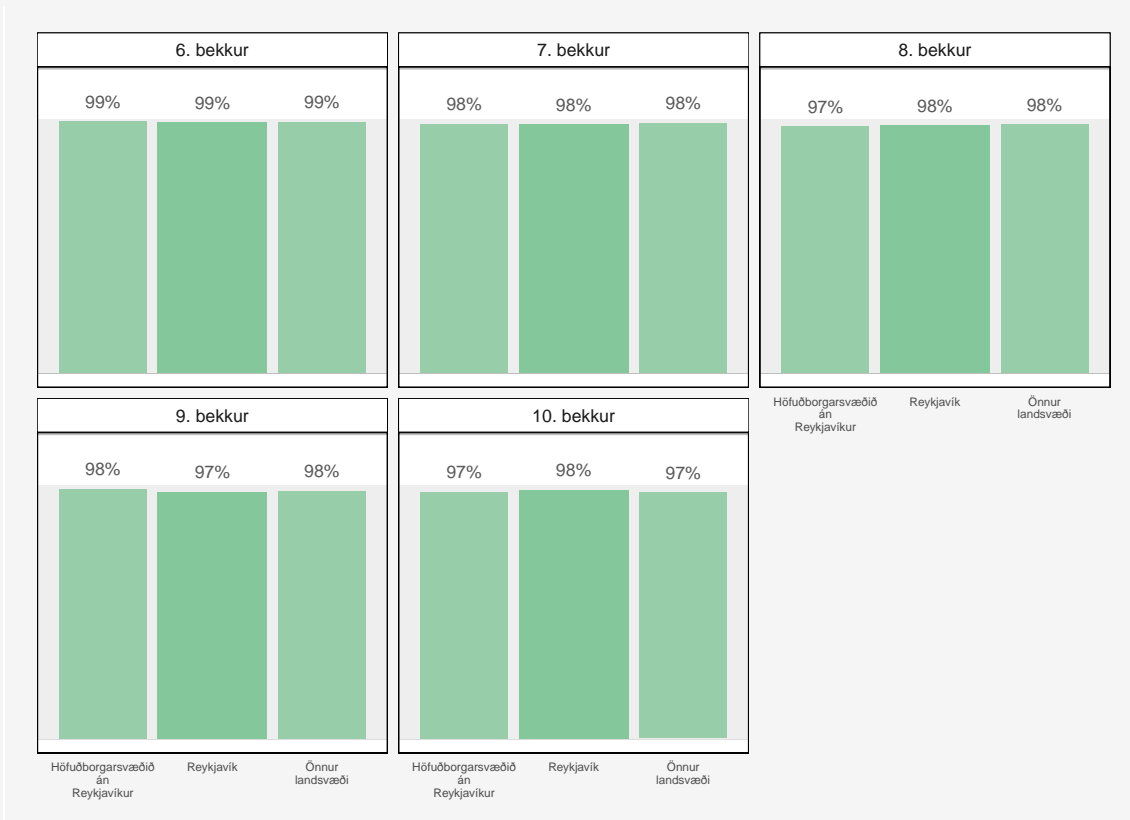 6. bekkur
7. bekkur
8. bekkur
99%
99%
99%
98%
98%
98%
97%
98%
98%
Höfuðborgarsvæðið
án
Reykjavíkur
Reykjavík
Önnur
landsvæði
9. bekkur
10. bekkur
98%
97%
98%
97%
98%
97%
Höfuðborgarsvæðið
án
Reykjavíkur
Reykjavík
Önnur
landsvæði
Höfuðborgarsvæðið
án
Reykjavíkur
Reykjavík
Önnur
landsvæði